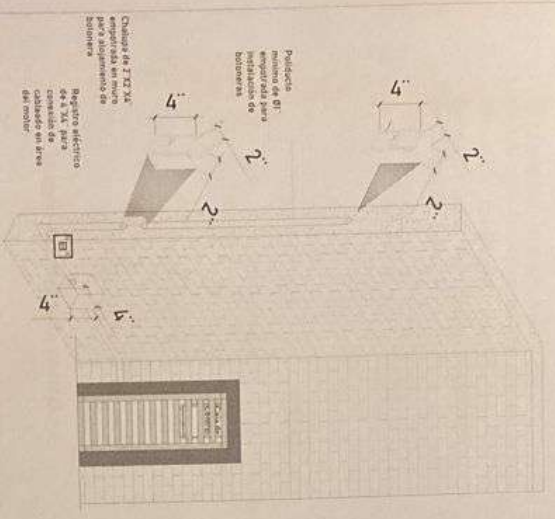 Poliducto
mínimo de Ø1"
empotrada para
instalación de
botoneras
Chalupa de 2"X2"X4"
empotrada en muro
para alojamiento de
botonera
Registro eléctrico
de 4"X4" para
conexión de
cableado en área
del motor
4"
2"
2"
4"
2"
2"
4"
4"